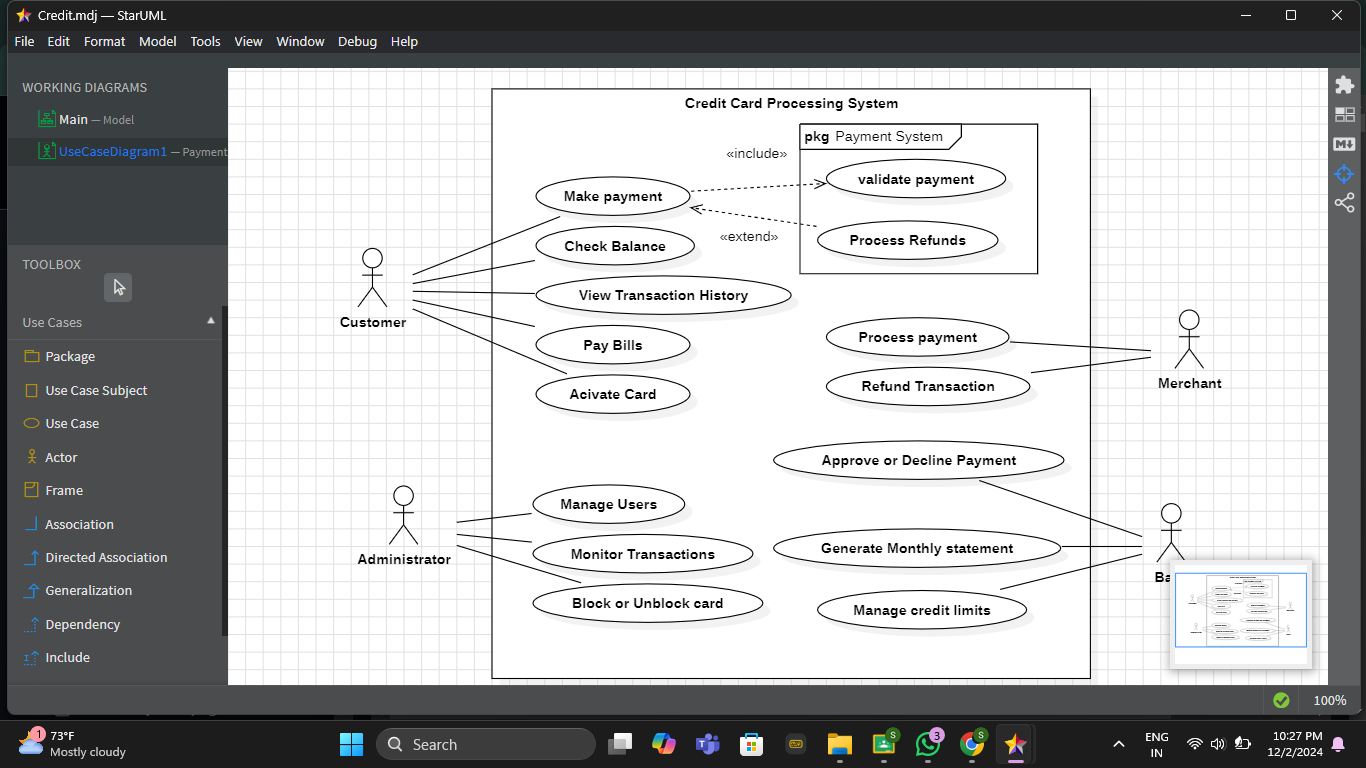 Credit.mdj — StarUML
File Edit Format Model Tools View Window Debug Help
WORKING DIAGRAMS
Main — Model
UseCaseDiagram1 — Payment
TOOLBOX
Use Cases
Package
Use Case Subject
Use Case
Actor
Frame
Association
Directed Association
Generalization
Dependency
Include
Credit Card Processing System
pkg Payment System
«include»
validate payment
Make payment
«extend»
Process Refunds
Check Balance
View Transaction History
Customer
Pay Bills
Acivate Card
Process payment
Refund Transaction
Merchant
Approve or Decline Payment
Manage Users
Monitor Transactions
Administrator
Block or Unblock card
Generate Monthly statement
Manage credit limits
100%
1
73°F
Mostly cloudy
Search
S
3
S
ENG
IN
10:27 PM
12/2/2024